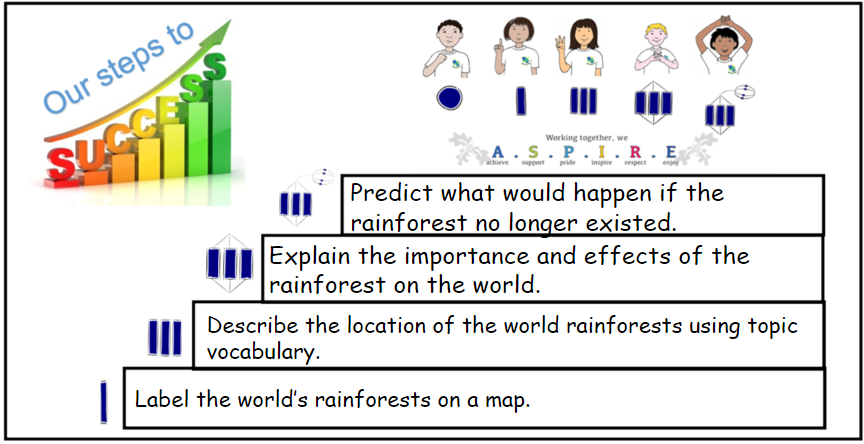 Our steps to
SUCCESS
Working together, we
A . S . P . I . R . E
achieve support pride inspire respect enjoy
Predict what would happen if the
rainforest no longer existed.
Explain the importance and effects of the
rainforest on the world.
Describe the location of the world rainforests using topic
vocabulary.
Label the world's rainforests on a map.